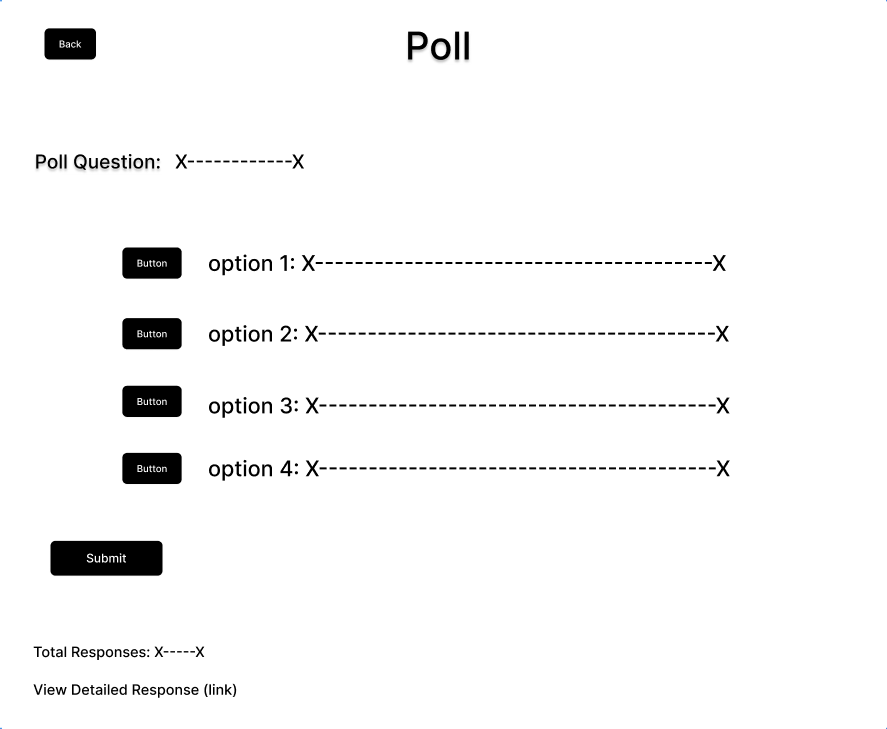 Back
Poll
Poll Question: X------------X
Button option 1: X---------------------------------------X
Button option 2: X---------------------------------------X
Button option 3: X---------------------------------------X
Button option 4: X---------------------------------------X
Submit
Total Responses: X-----X
View Detailed Response (link)